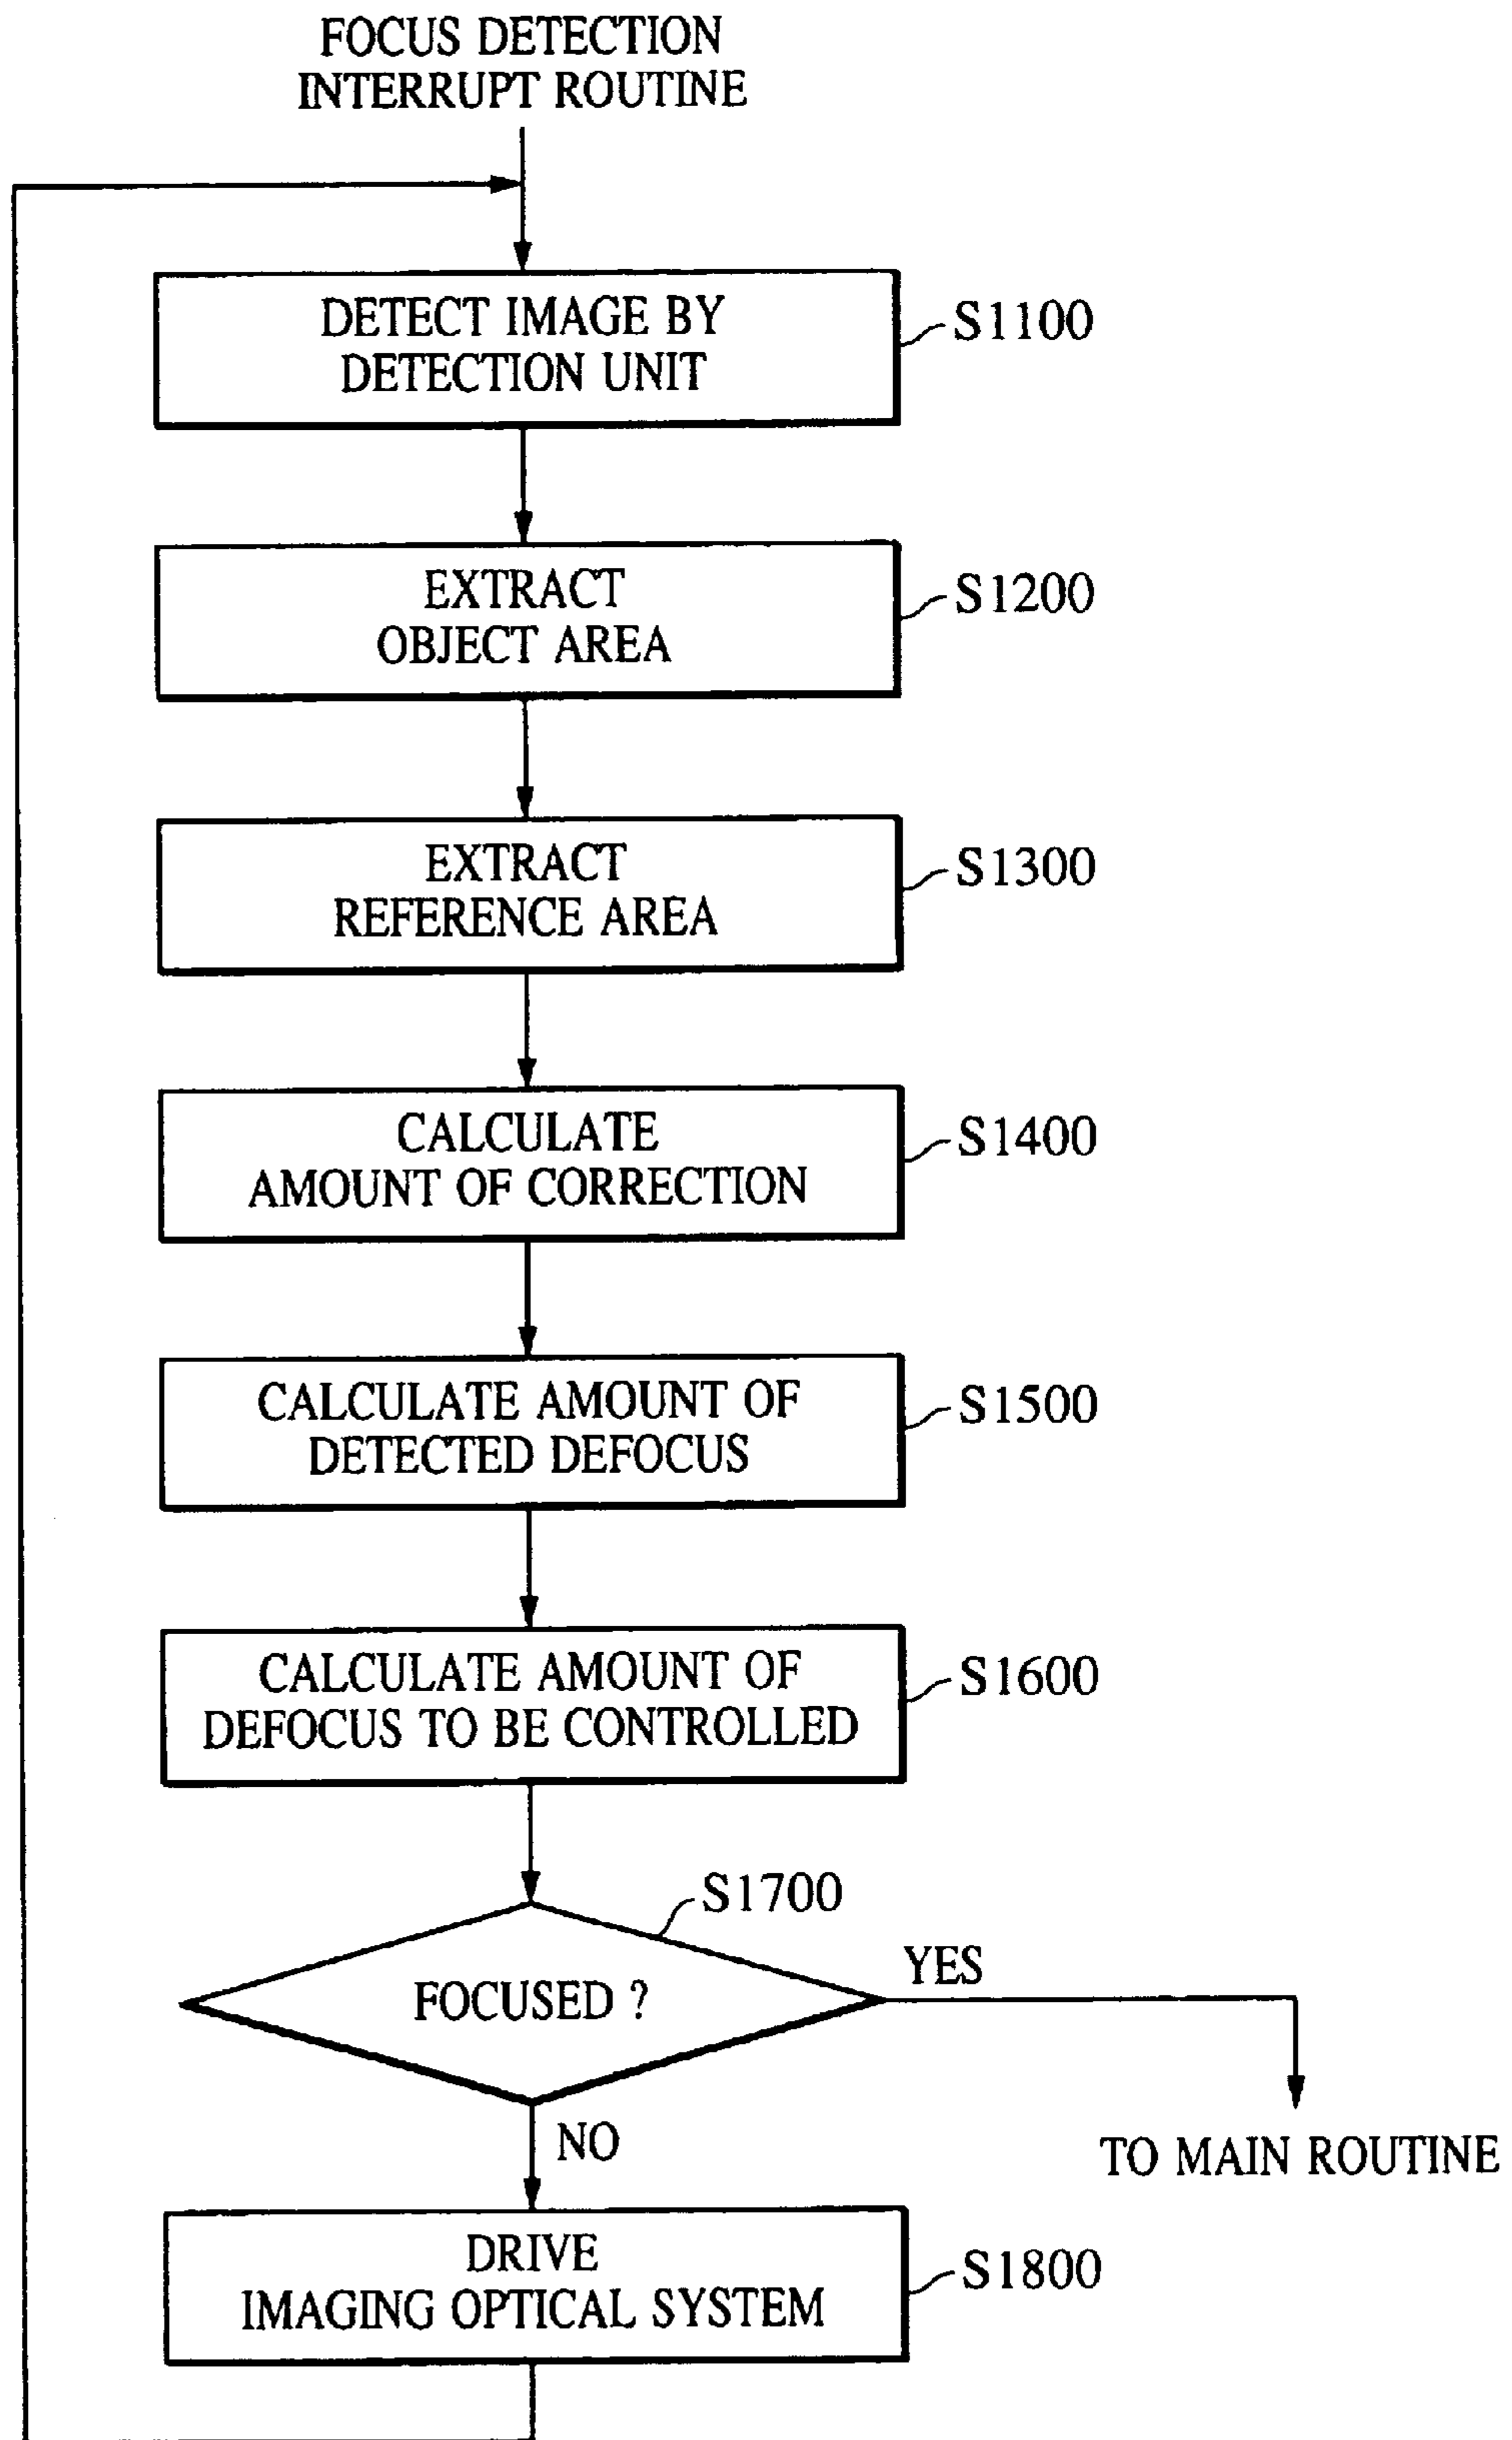 FOCUS DETECTION
INTERRUPT ROUTINE
DETECT IMAGE BY
DETECTION UNIT
S1100
EXTRACT
OBJECT AREA
S1200
EXTRACT
REFERENCE AREA
S1300
CALCULATE
AMOUNT OF CORRECTION
S1400
CALCULATE AMOUNT OF
DETECTED DEFOCUS
S1500
CALCULATE AMOUNT OF
DEFOCUS TO BE CONTROLLED
S1600
S1700
FOCUSED ?
YES
NO
TO MAIN ROUTINE
DRIVE
IMAGING OPTICAL SYSTEM
S1800